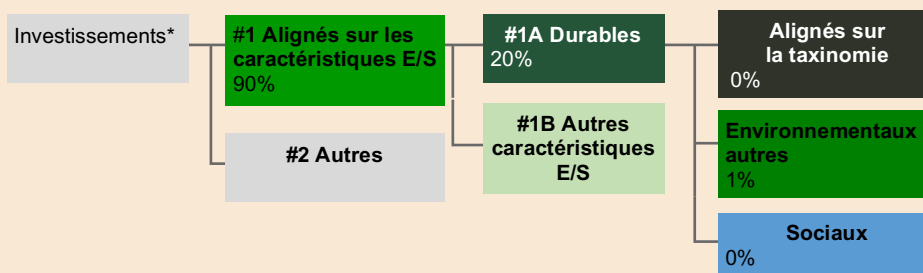 Investissements*
#1 Alignés sur les
caractéristiques E/S
90%
#2 Autres
#1A Durables
20%
#1B Autres
caractéristiques
E/S
Alignés sur
la taxinomie
0%
Environnementaux
autres
1%
Sociaux
0%